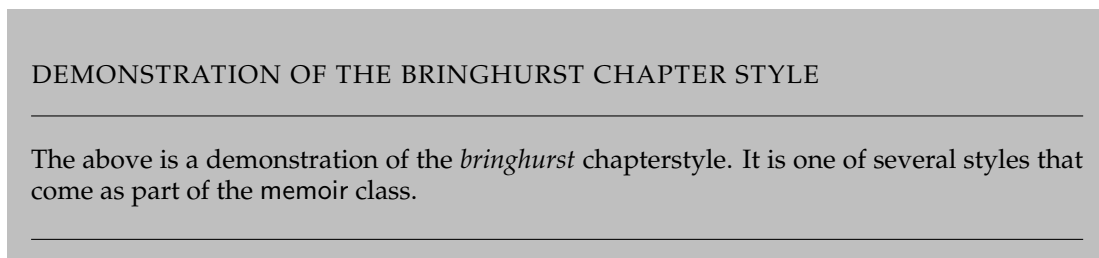 DEMONSTRATION OF THE BRINGHURST CHAPTER STYLE
The above is a demonstration of the bringhurst chapterstyle. It is one of several styles that
come as part of the memoir class.